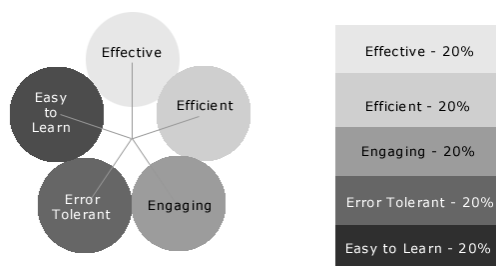 Effective
Easy
to
Learn
Efficient
Error
Tolerant
Engaging
Effective - 20%
Efficient - 20%
Engaging - 20%
Error Tolerant - 20%
Easy to Learn - 20%